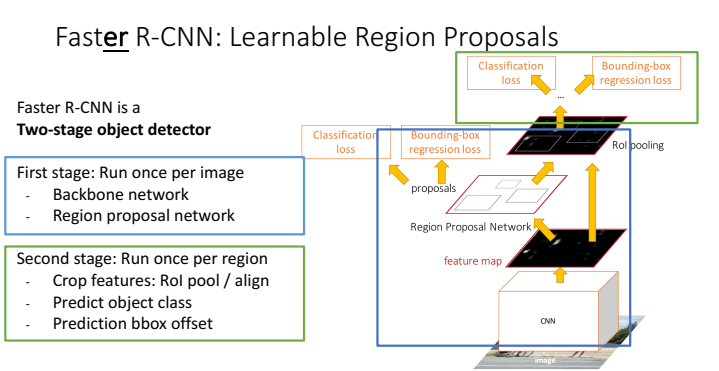 Faster R-CNN: Learnable Region Proposals
Faster R-CNN is a
Two-stage object detector
First stage: Run once per image
- Backbone network
- Region proposal network
Second stage: Run once per region
- Crop features: RoI pool / align
- Predict object class
- Prediction bbox offset
Classification
loss
Bounding-box
regression loss
...
Classification
loss
Bounding-box
regression loss
RoI pooling
proposals
Region Proposal Network
feature map
CNN
image